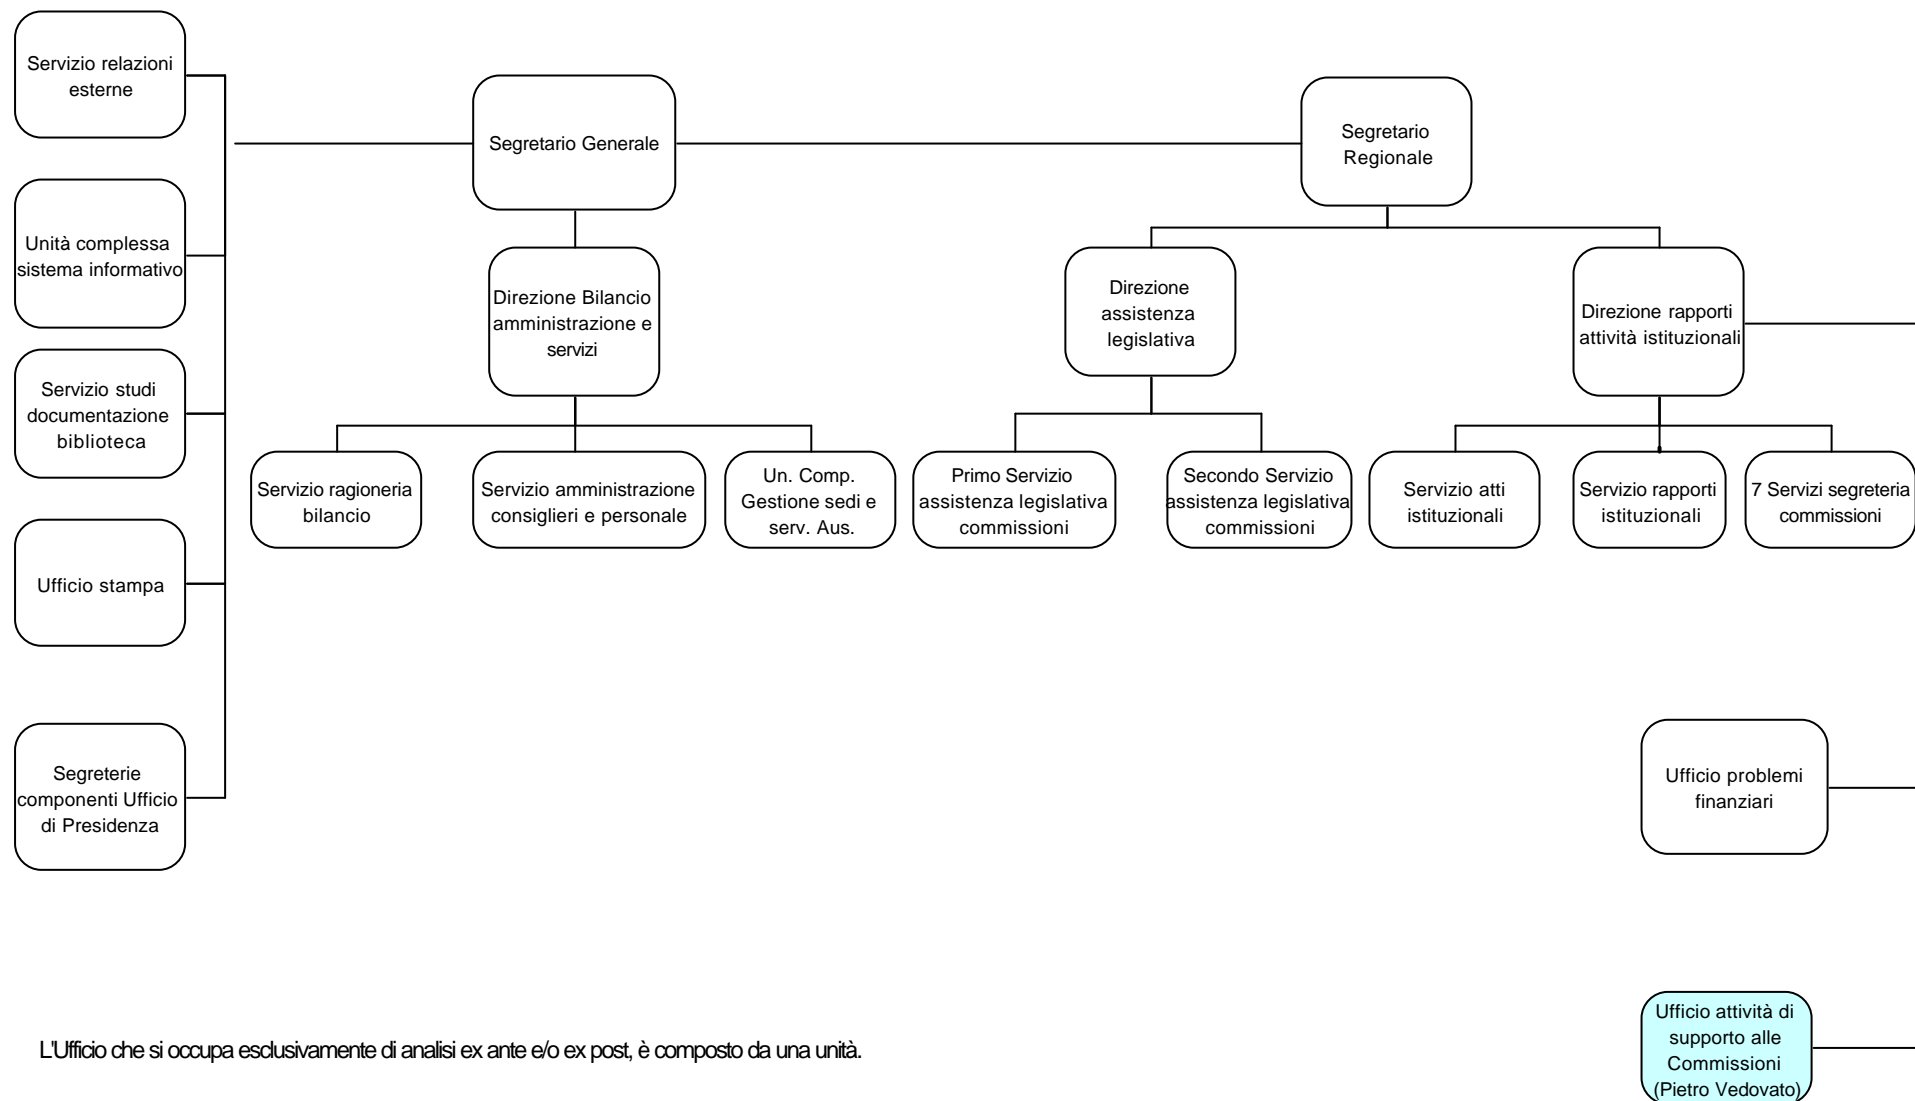 Servizio relazioni
esterne
Segretario Generale
Segretario
Regionale
Unità complessa
sistema informativo
Direzione Bilancio
amministrazione e
servizi
Direzione
assistenza
legislativa
Direzione rapporti
attività istituzionali
Servizio studi
documentazione
biblioteca
Servizio ragioneria
bilancio
Servizio amministrazione
consiglieri e personale
Un. Comp.
Gestione sedi e
serv. Aus.
Primo Servizio
assistenza legislativa
commissioni
Secondo Servizio
assistenza legislativa
commissioni
Servizio atti
istituzionali
Servizio rapporti
istituzionali
7 Servizi segreteria
commissioni
Ufficio stampa
Segreterie
componenti Ufficio
di Presidenza
Ufficio problemi
finanziari
Ufficio attività di
supporto alle
Commissioni
(Pietro Vedovato)
L'Ufficio che si occupa esclusivamente di analisi ex ante e/o ex post, è composto da una unità.